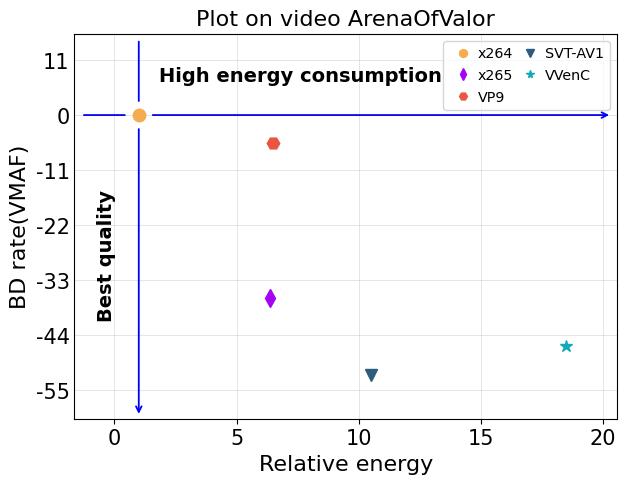 Plot on video ArenaOfValor
High energy consumption
x264
x265
VP9
SVT-AV1
VVenC
11
0
-11
-22
-33
-44
-55
BD rate(VMAF)
Best quality
0 5 10 15 20
Relative energy